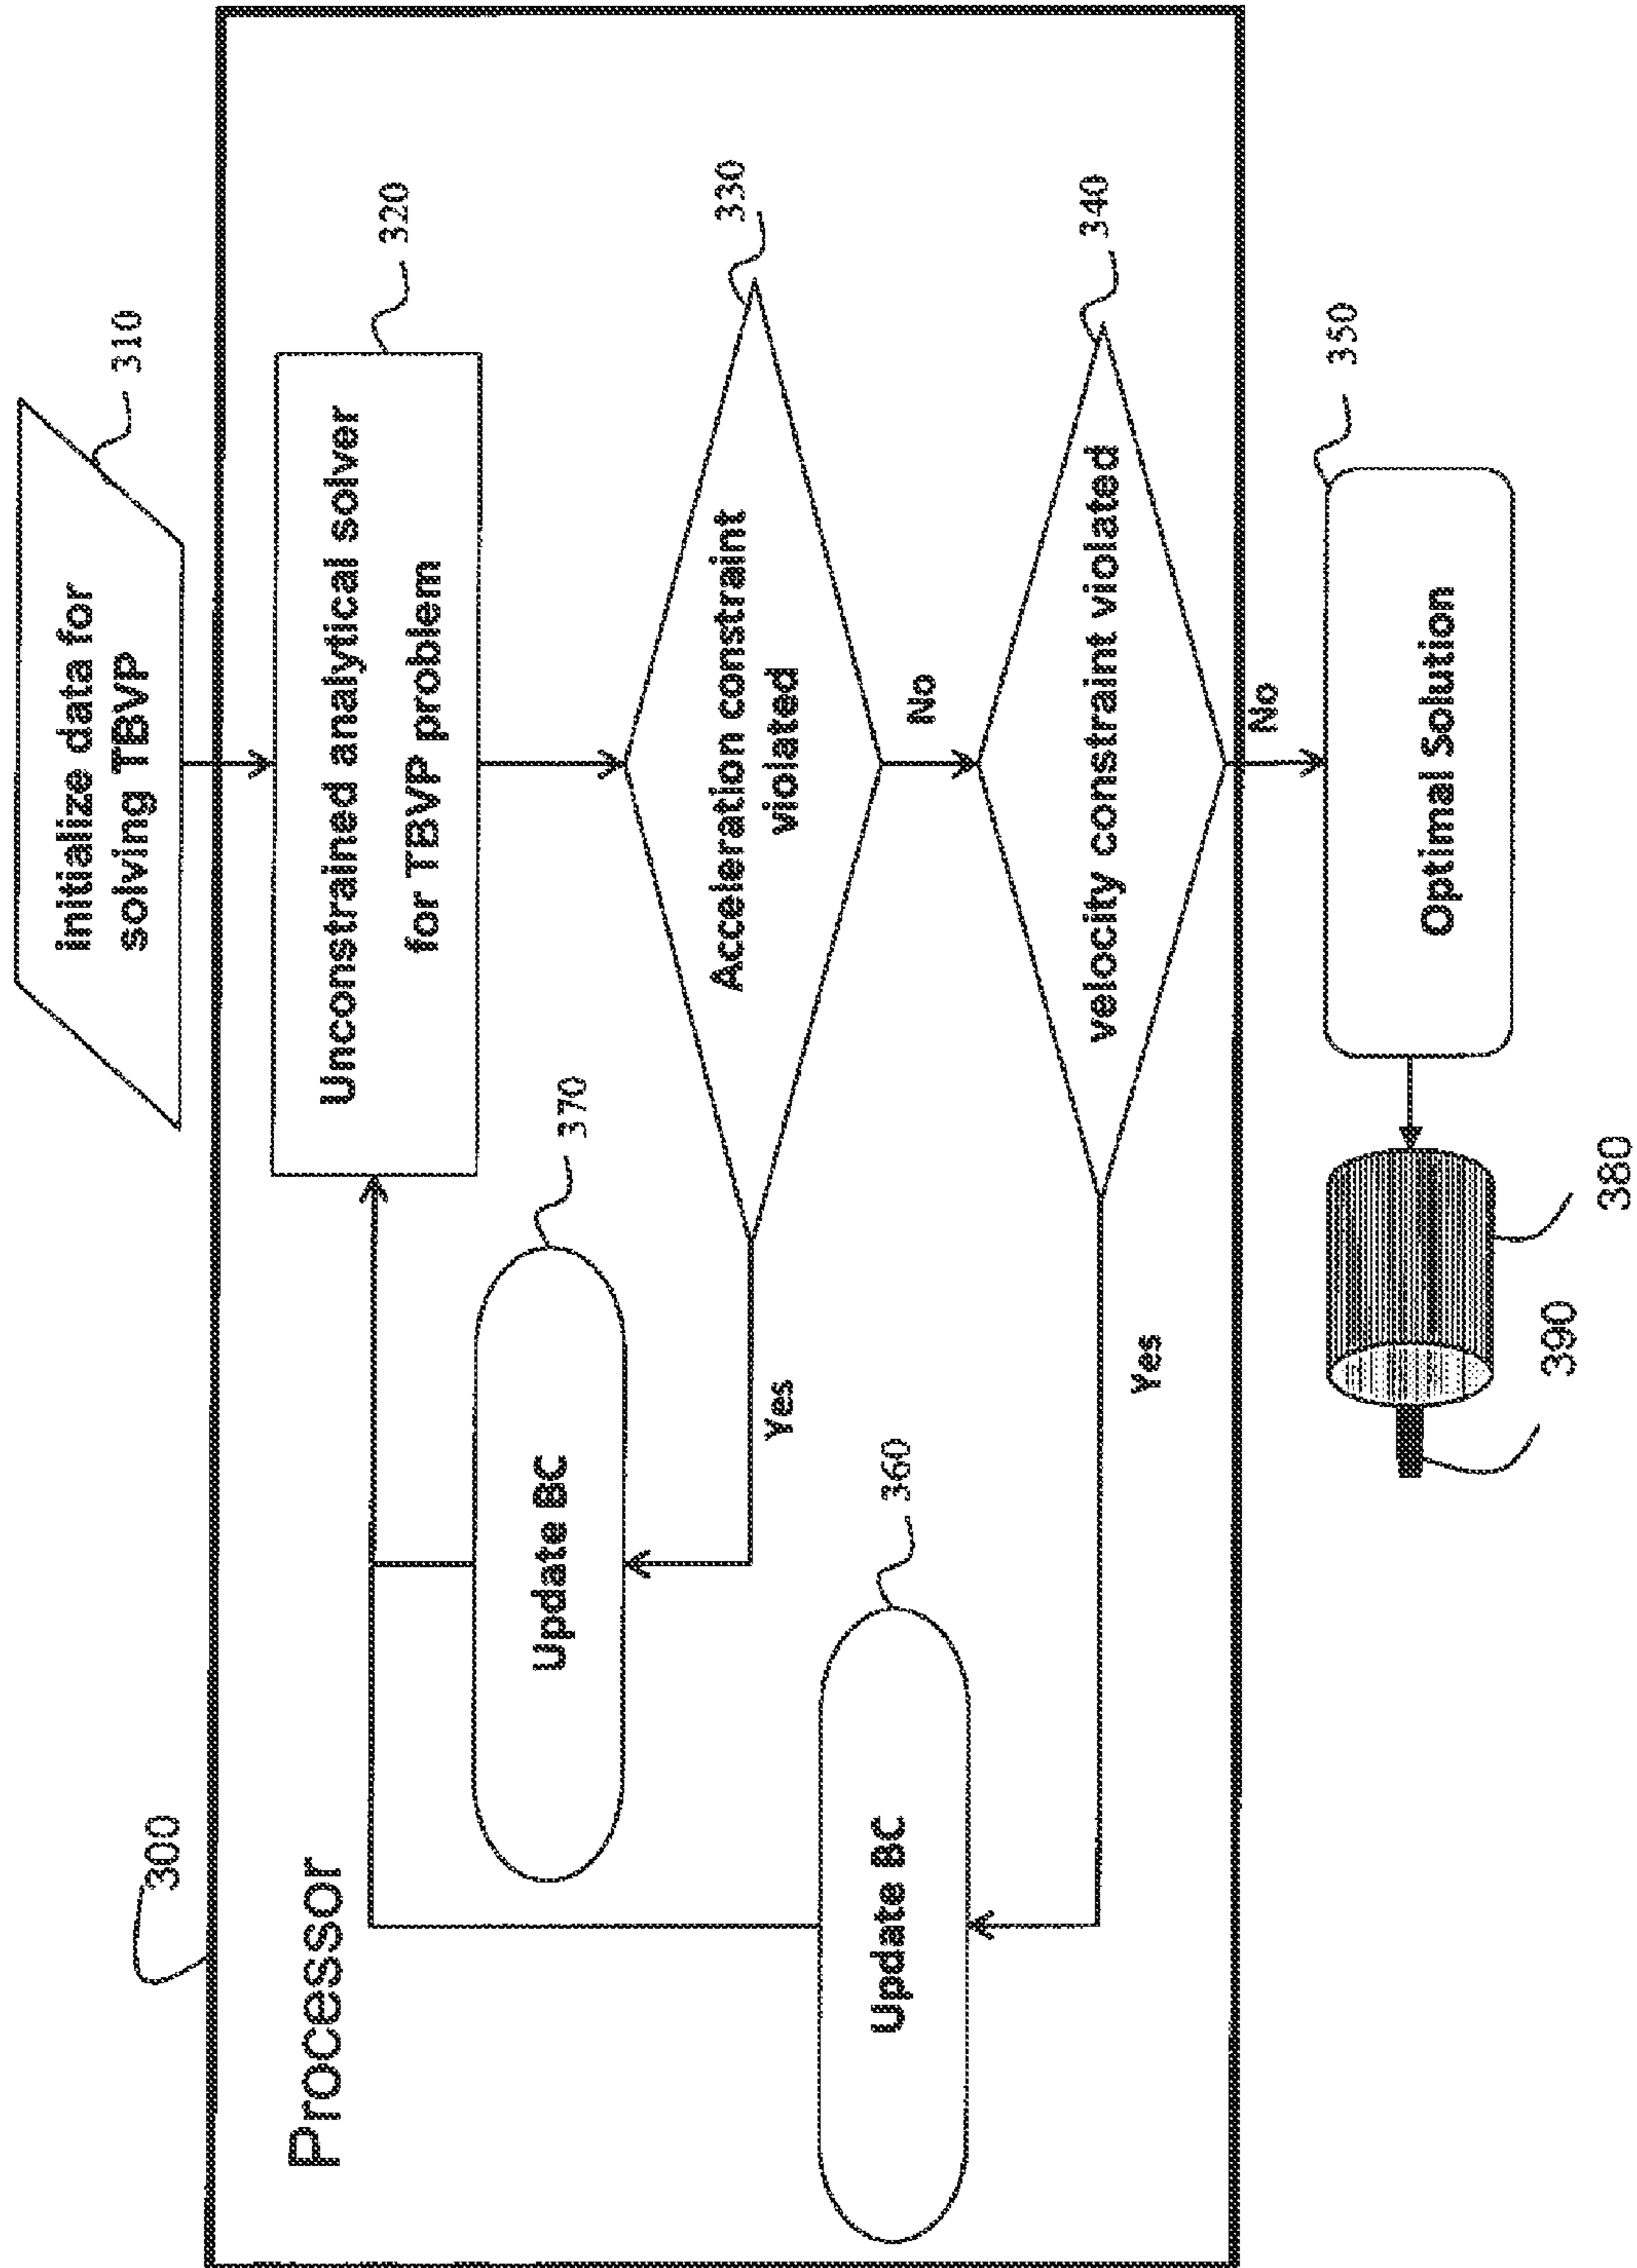 initialize data for
solving TBVP
310
300
Processor
Unconstrained analytical solver
for TBVP problem
320
Update BC
370
Acceleration constraint
violated
330
Yes
No
Update BC
360
velocity constraint violated
340
Yes
No
Optimal Solution
350
380
390